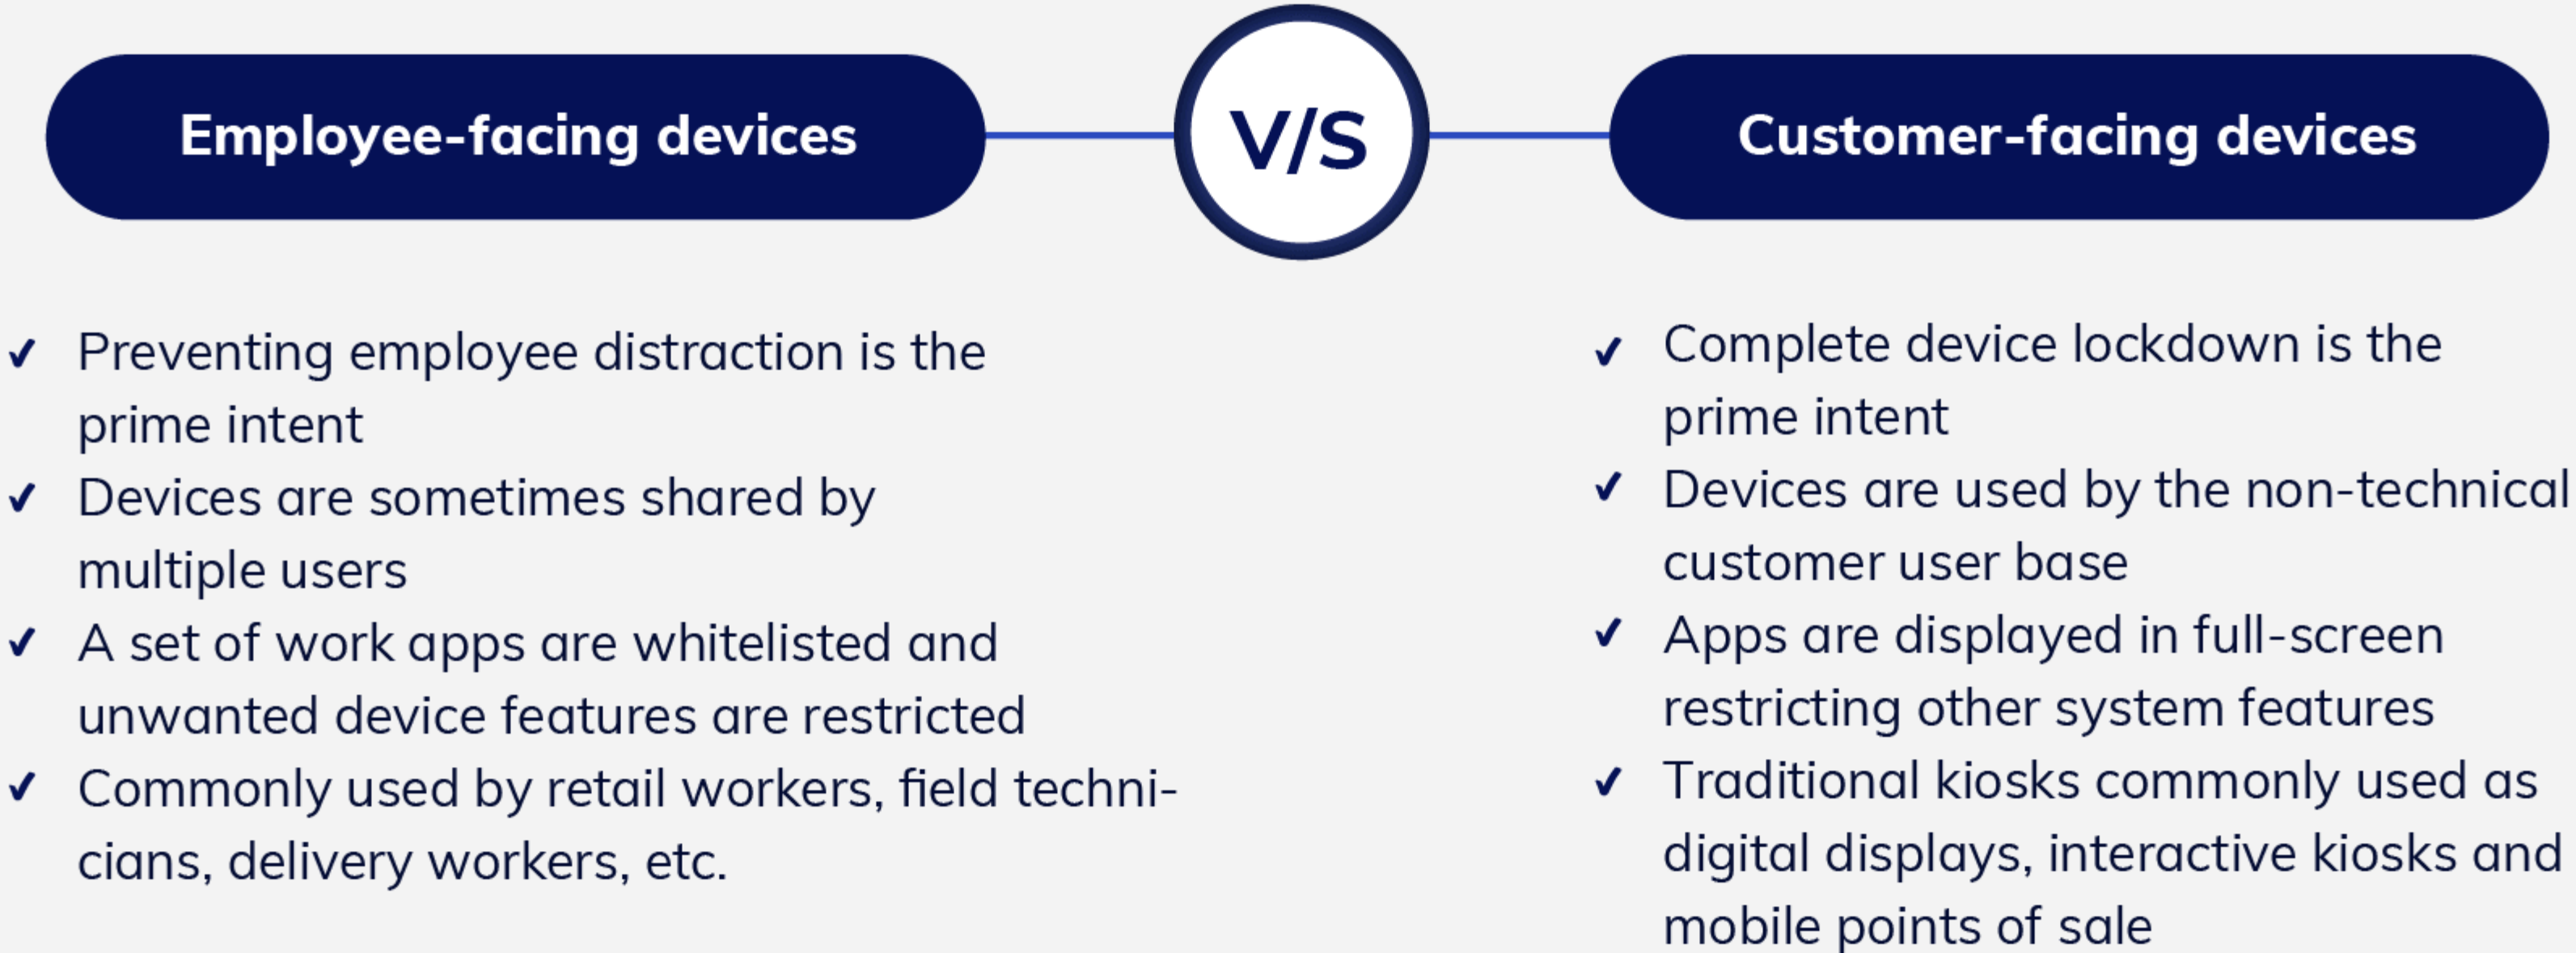 Employee-facing devices
V/S
Customer-facing devices
✔ Preventing employee distraction is the
prime intent
✔ Devices are sometimes shared by
multiple users
✔ A set of work apps are whitelisted and
unwanted device features are restricted
✔ Commonly used by retail workers, field techni-
cians, delivery workers, etc.
✔ Complete device lockdown is the
prime intent
✔ Devices are used by the non-technical
customer user base
✔ Apps are displayed in full-screen
restricting other system features
✔ Traditional kiosks commonly used as
digital displays, interactive kiosks and
mobile points of sale